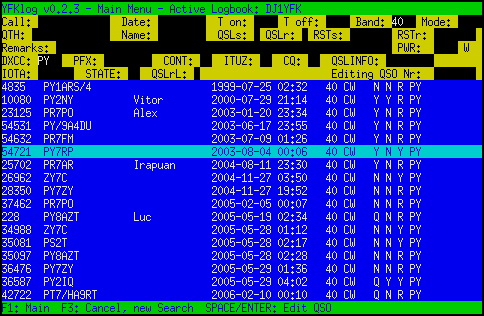 YFKlog v0.2.3 - Main Menu - Active Logbook: DJ1YFK
Call: Date: T on: T off: Band: 40 Mode:
QTH: Name: QSLs: QSLr: RSTs: RSTr:
Remarks: PWR: W
DXCC: PY PFX: CONT: ITUZ: CQ: QSLINFO:
IOTA: STATE: QSLrL: Editing QSO Nr:
4835 PY1ARS/4 1999-07-25 02:32 40 CW N N R PY
10080 PY2NY Vitor 2000-07-29 21:14 40 CW Y Y R PY
23125 PR7PO Alex 2003-01-20 23:34 40 CW Y N R PY
54531 PY/9A4DU 2003-06-17 23:55 40 CW Y N R PY
54632 PR7FM 2003-07-09 01:26 40 CW Y N R PY
54721 PY7RP 2003-08-04 00:06 40 CW Y N Y PY
25702 PR7AR Irapuan 2004-08-11 23:30 40 CW Y N R PY
26962 ZY7C 2004-11-27 03:50 40 CW N N Y PY
28350 PY7ZY 2004-11-27 19:52 40 CW Y N R PY
37462 PR7PO 2005-02-05 00:07 40 CW N N R PY
228 PY8AZT Luc 2005-05-19 02:34 40 CW Q N R PY
34988 ZY7C 2005-05-28 01:12 40 CW N N Y PY
35081 PS2T 2005-05-28 02:17 40 CW N N Y PY
35097 PY8AZT 2005-05-28 02:28 40 CW N N R PY
36476 PY7ZY 2005-05-29 01:36 40 CW N N R PY
36587 PY2IQ 2005-05-29 04:02 40 CW Q Y Y PY
42722 PT7/HA9RT 2006-02-10 00:10 40 CW N N R PY
F1: Main F3: Cancel, new Search SPACE/ENTER: Edit QSO